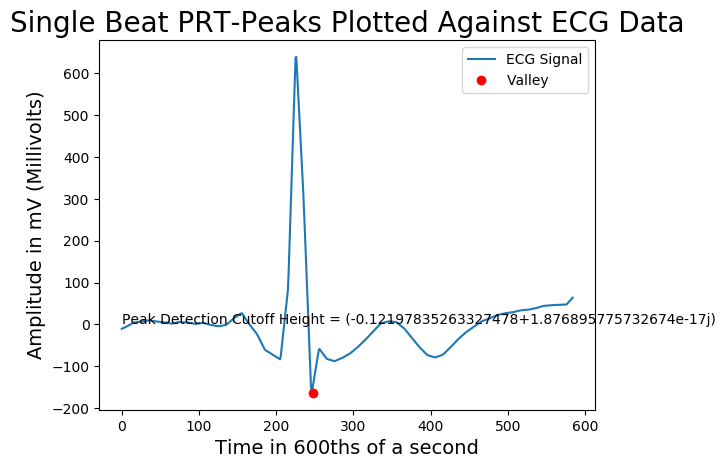 Single Beat PRT-Peaks Plotted Against ECG Data
ECG Signal
Valley
600
500
400
300
200
100
0
−100
−200
Amplitude in mV (Millivolts)
Peak Detection Cutoff Height = (-0.12197835263327478+1.876895775732674e-17j)
0 100 200 300 400 500 600
Time in 600ths of a second